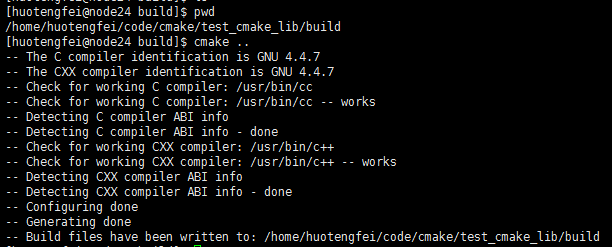 [huotengfei@node24 build]$ pwd
/home/huotengfei/code/cmake/test_cmake_lib/build
[huotengfei@node24 build]$ cmake ..
-- The C compiler identification is GNU 4.4.7
-- The CXX compiler identification is GNU 4.4.7
-- Check for working C compiler: /usr/bin/cc
-- Check for working C compiler: /usr/bin/cc -- works
-- Detecting C compiler ABI info
-- Detecting C compiler ABI info - done
-- Check for working CXX compiler: /usr/bin/c++
-- Check for working CXX compiler: /usr/bin/c++ -- works
-- Detecting CXX compiler ABI info
-- Detecting CXX compiler ABI info - done
-- Configuring done
-- Generating done
-- Build files have been written to: /home/huotengfei/code/cmake/test_cmake_lib/build